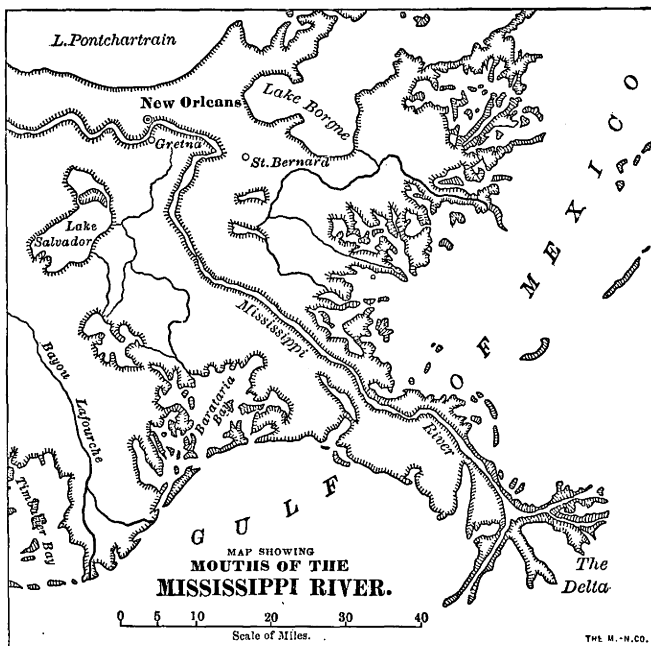 L. Pontchartrain
New Orleans
Lake Borgne
Gretna
St. Bernard
Lake
Salvador
Mississippi
River
Bayou
Lafourche
Barataria
Bay
Timbalier Bay
GULF
OF MEXICO
MAP SHOWING
MOUTHS OF THE
MISSISSIPPI RIVER.
The
Delta
0 5 10 20 30 40
Scale of Miles.
THE M.-N. CO.